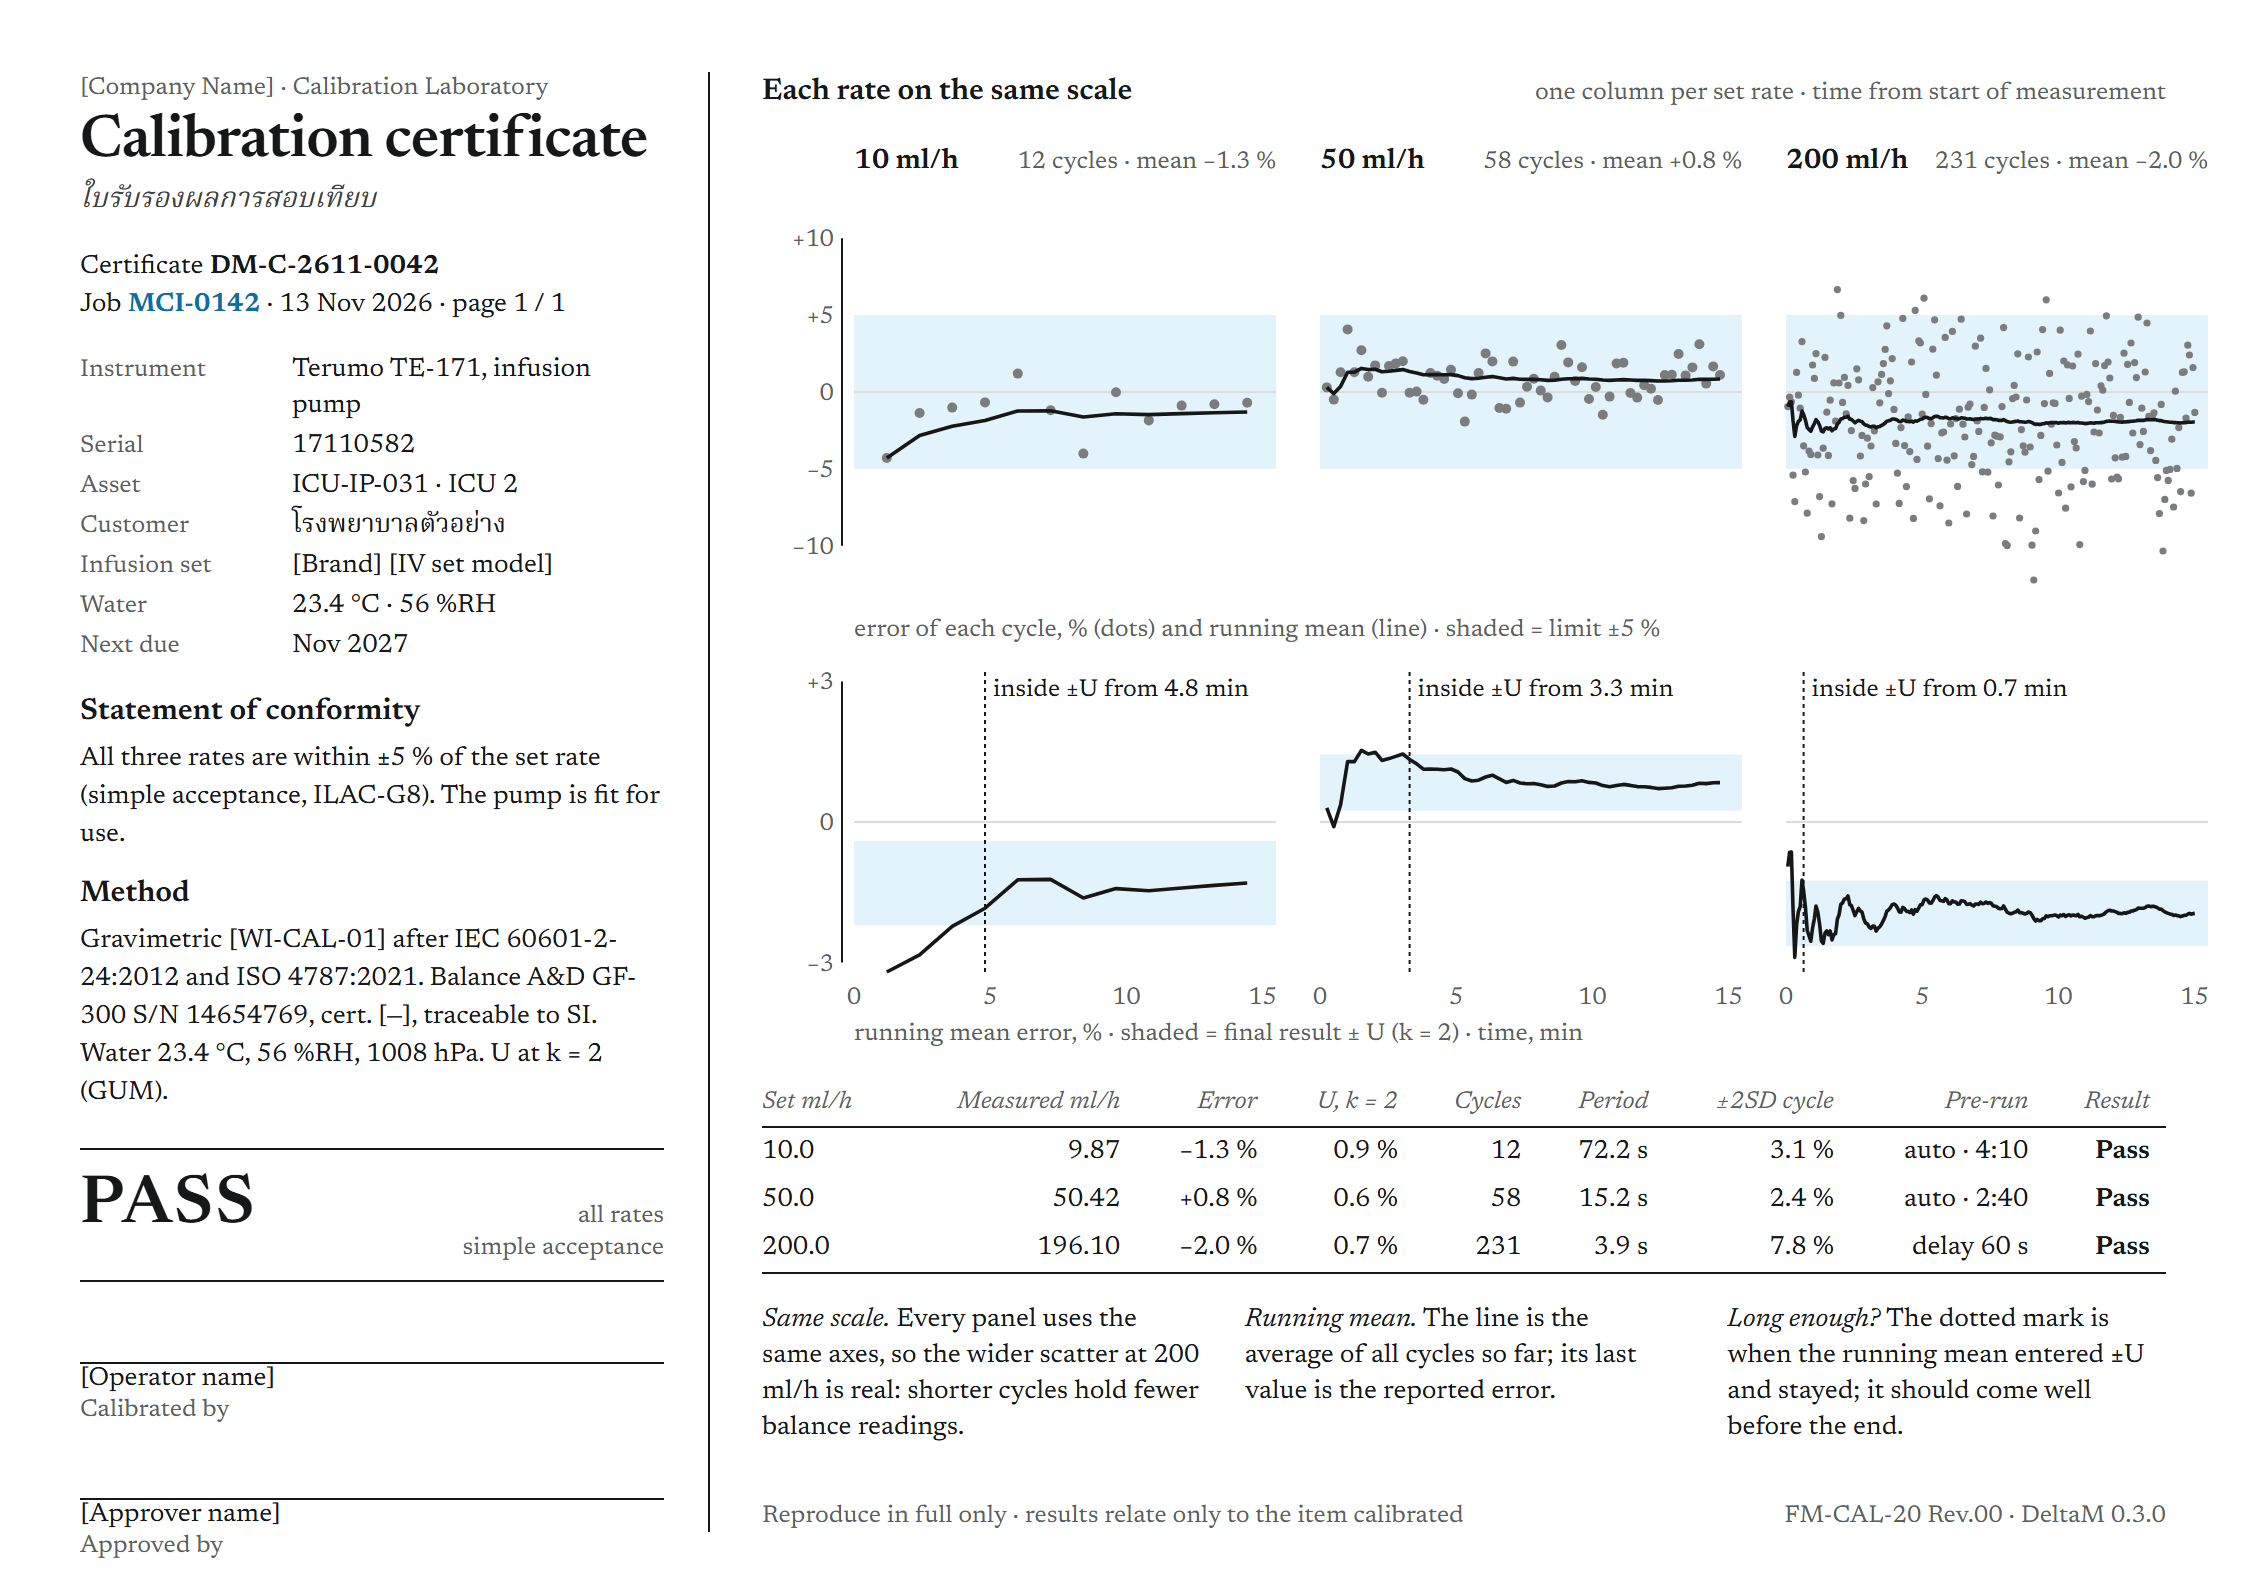 [Company Name] · Calibration Laboratory
Calibration certificate
ใบรับรองผลการสอบเทียบ
Certificate DM-C-2611-0042
Job MCI-0142 · 13 Nov 2026 · page 1 / 1
Instrument Terumo TE-171, infusion
pump
Serial 17110582
Asset ICU-IP-031 · ICU 2
Customer โรงพยาบาลตัวอย่าง
Infusion set [Brand] [IV set model]
Water 23.4 °C · 56 %RH
Next due Nov 2027
Statement of conformity
All three rates are within ±5 % of the set rate
(simple acceptance, ILAC-G8). The pump is fit for
use.
Method
Gravimetric [WI-CAL-01] after IEC 60601-2-
24:2012 and ISO 4787:2021. Balance A&D GF-
300 S/N 14654769, cert. [–], traceable to SI.
Water 23.4 °C, 56 %RH, 1008 hPa. U at k = 2
(GUM).
PASS
all rates
simple acceptance
[Operator name]
Calibrated by
[Approver name]
Approved by
Each rate on the same scale one column per set rate · time from start of measurement
10 ml/h 12 cycles · mean −1.3 % 50 ml/h 58 cycles · mean +0.8 % 200 ml/h 231 cycles · mean −2.0 %
+10
+5
0
−5
−10
error of each cycle, % (dots) and running mean (line) · shaded = limit ±5 %
+3
inside ±U from 4.8 min inside ±U from 3.3 min inside ±U from 0.7 min
0
−3
0 5 10 15 0 5 10 15 0 5 10 15
running mean error, % · shaded = final result ± U (k = 2) · time, min
Set ml/h Measured ml/h Error U, k = 2 Cycles Period ±2SD cycle Pre-run Result
10.0 9.87 −1.3 % 0.9 % 12 72.2 s 3.1 % auto · 4:10 Pass
50.0 50.42 +0.8 % 0.6 % 58 15.2 s 2.4 % auto · 2:40 Pass
200.0 196.10 −2.0 % 0.7 % 231 3.9 s 7.8 % delay 60 s Pass
Same scale. Every panel uses the
same axes, so the wider scatter at 200
ml/h is real: shorter cycles hold fewer
balance readings.
Running mean. The line is the
average of all cycles so far; its last
value is the reported error.
Long enough? The dotted mark is
when the running mean entered ±U
and stayed; it should come well
before the end.
Reproduce in full only · results relate only to the item calibrated FM-CAL-20 Rev.00 · DeltaM 0.3.0